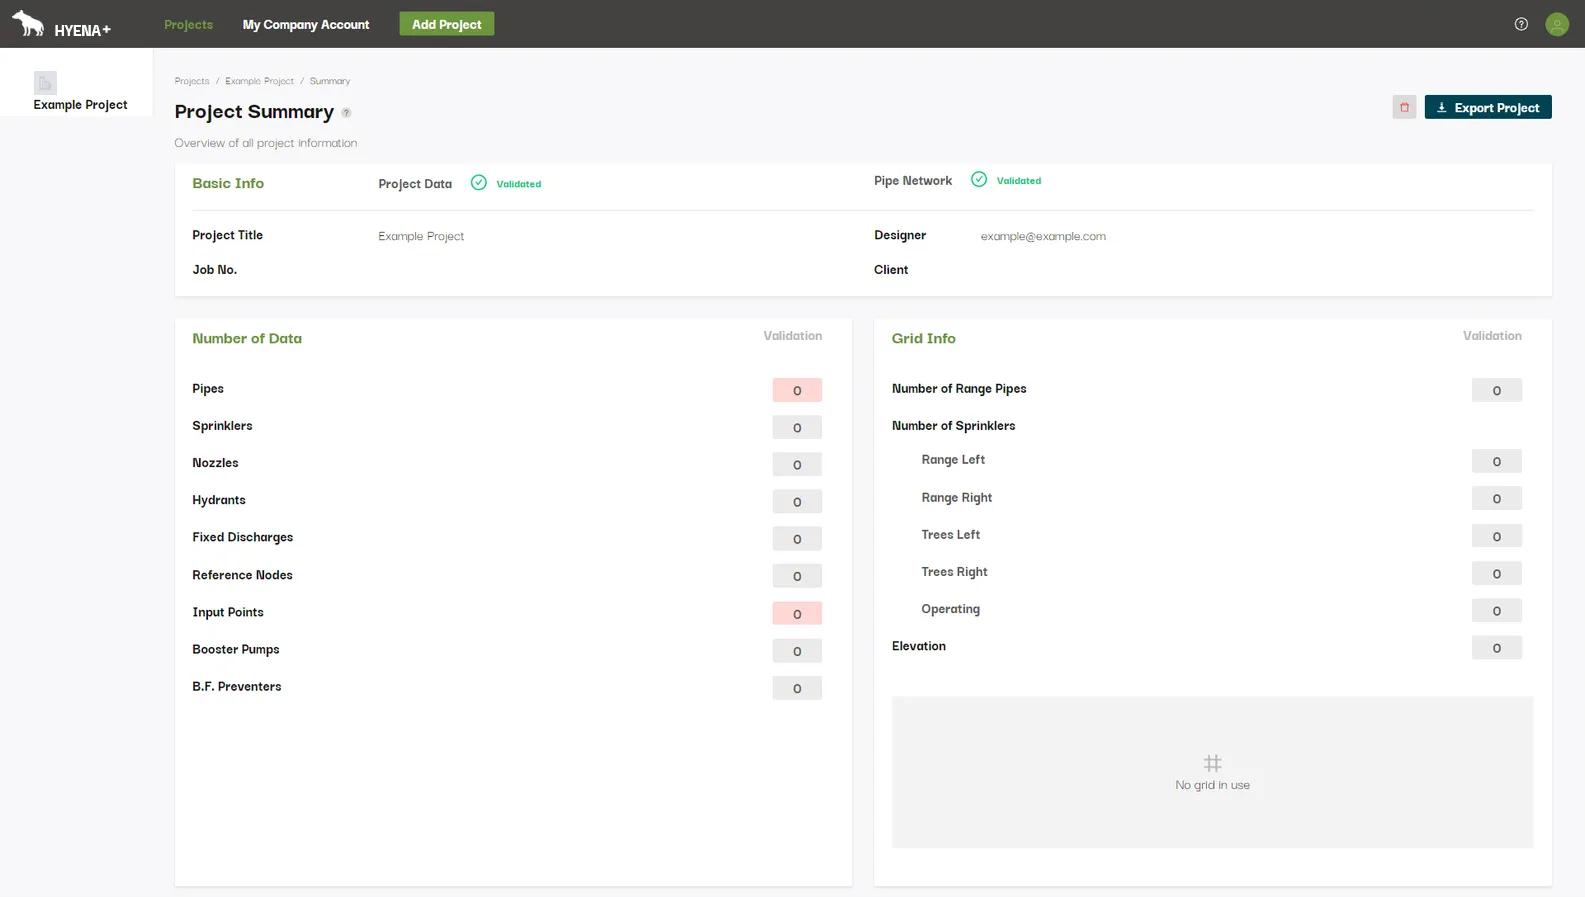 HYENA+
Projects
My Company Account
Add Project
Example Project
Projects / Example Project / Summary
Project Summary ?
Export Project
Overview of all project information
Basic Info
Project Data
Validated
Pipe Network
Validated
Project Title
Example Project
Designer
example@example.com
Job No.
Client
Number of Data
Validation
Pipes
0
Sprinklers
0
Nozzles
0
Hydrants
0
Fixed Discharges
0
Reference Nodes
0
Input Points
0
Booster Pumps
0
B.F. Preventers
0
Grid Info
Validation
Number of Range Pipes
0
Number of Sprinklers
Range Left
0
Range Right
0
Trees Left
0
Trees Right
0
Operating
0
Elevation
0
No grid in use